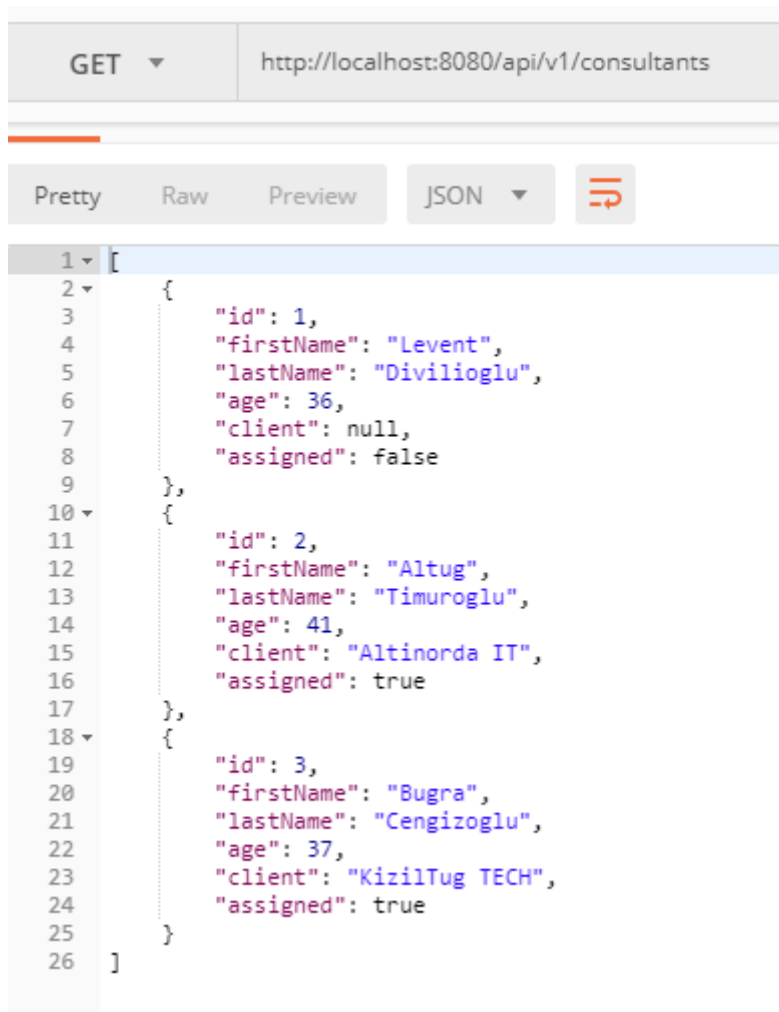 GET http://localhost:8080/api/v1/consultants
Pretty Raw Preview JSON
1 [
2 {
3 "id": 1,
4 "firstName": "Levent",
5 "lastName": "Divilioglu",
6 "age": 36,
7 "client": null,
8 "assigned": false
9 },
10 {
11 "id": 2,
12 "firstName": "Altug",
13 "lastName": "Timuroglu",
14 "age": 41,
15 "client": "Altinorda IT",
16 "assigned": true
17 },
18 {
19 "id": 3,
20 "firstName": "Bugra",
21 "lastName": "Cengizoglu",
22 "age": 37,
23 "client": "KizilTug TECH",
24 "assigned": true
25 }
26 ]